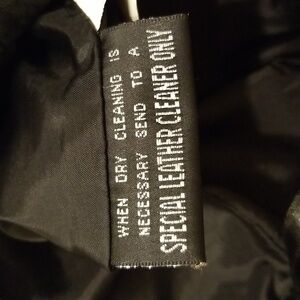 WHEN DRY CLEANING IS
NECESSARY SEND TO A
SPECIAL LEATHER CLEANER ONLY